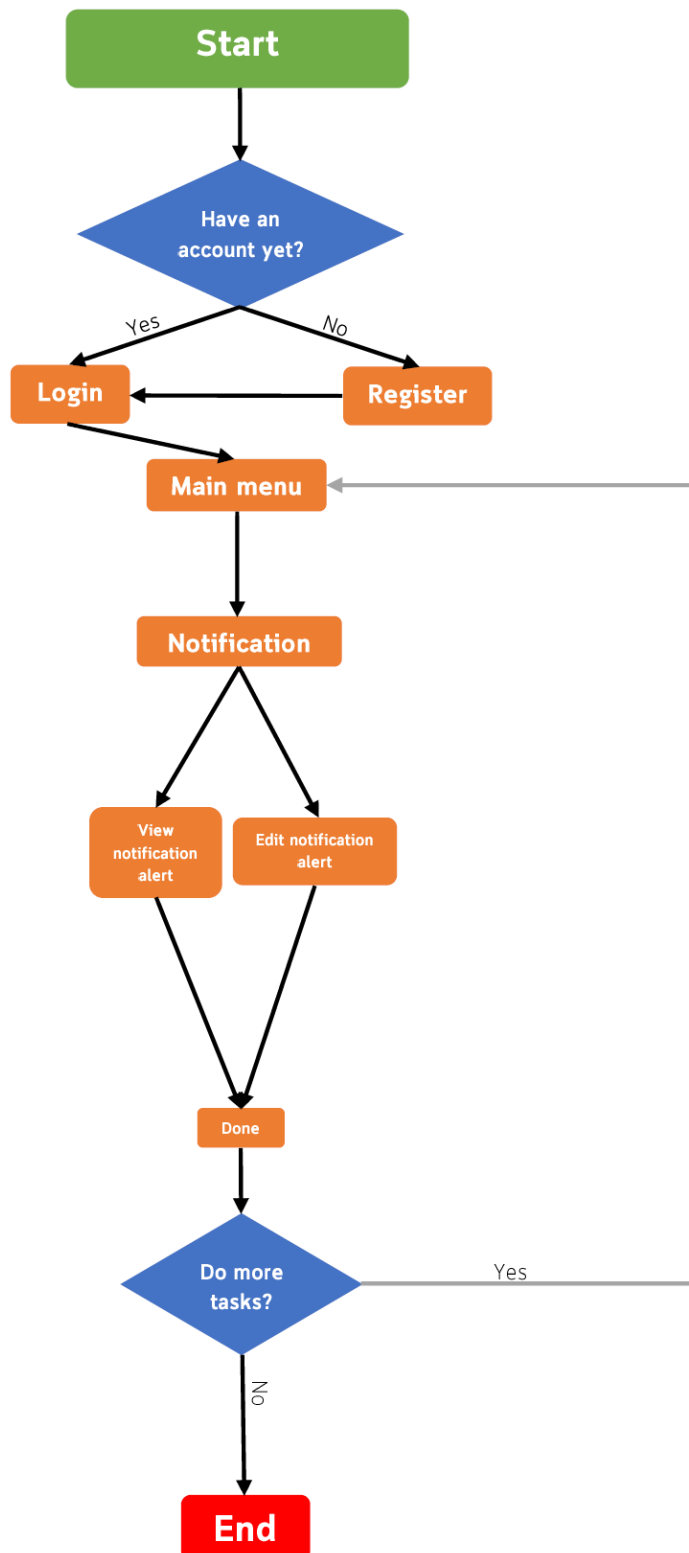 Start
Have an
account yet?
Yes
No
Login
Register
Main menu
Notification
View
notification
alert
Edit notification
alert
Done
Do more
tasks?
Yes
No
End